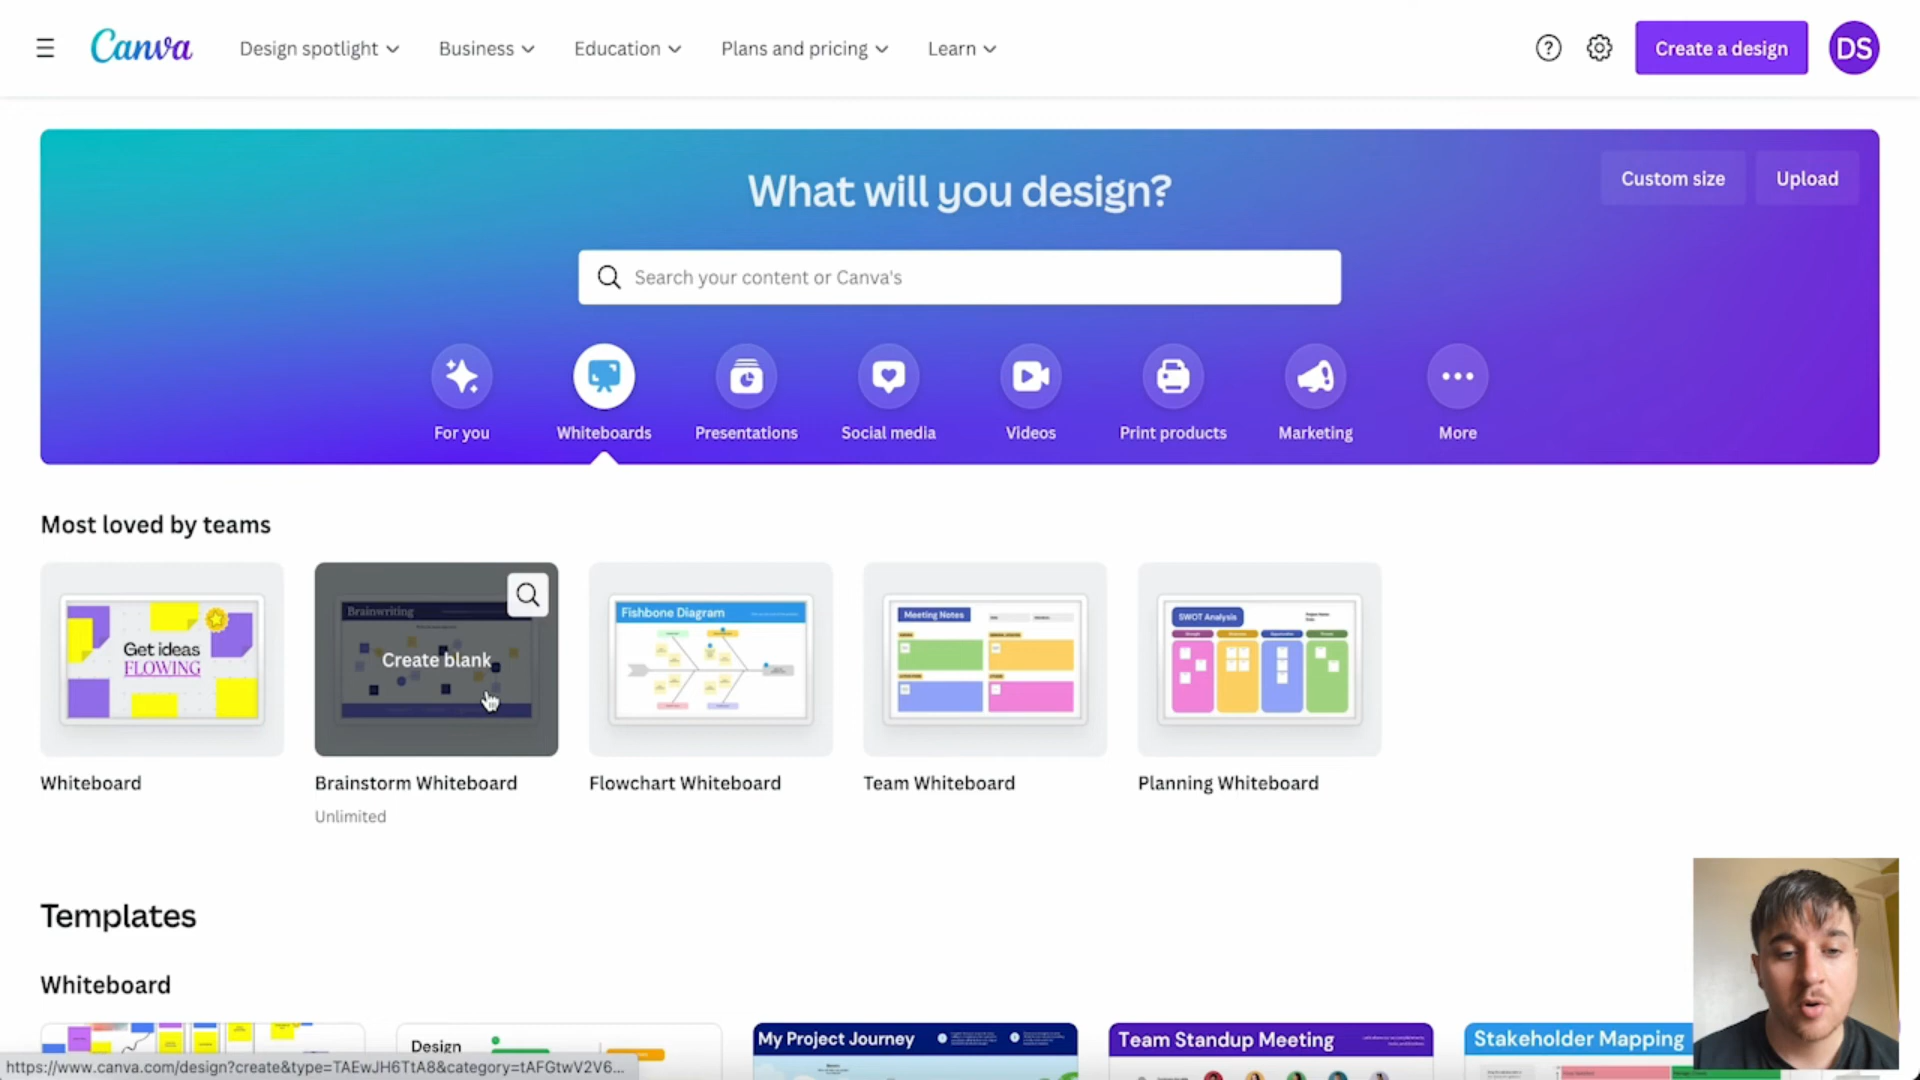 Canva
Design spotlight
Business
Education
Plans and pricing
Learn
Create a design
DS
What will you design?
Custom size
Upload
Search your content or Canva's
For you
Whiteboards
Presentations
Social media
Videos
Print products
Marketing
More
Most loved by teams
Get ideas
FLOWING
Brainwriting
Create blank
Fishbone Diagram
Meeting Notes
SWOT Analysis
Whiteboard
Brainstorm Whiteboard
Flowchart Whiteboard
Team Whiteboard
Planning Whiteboard
Unlimited
Templates
Whiteboard
Design
My Project Journey
Team Standup Meeting
Stakeholder Mapping
https://www.canva.com/design?create&type=TAEwJH6TtA8&category=tAFGtwV2V6...